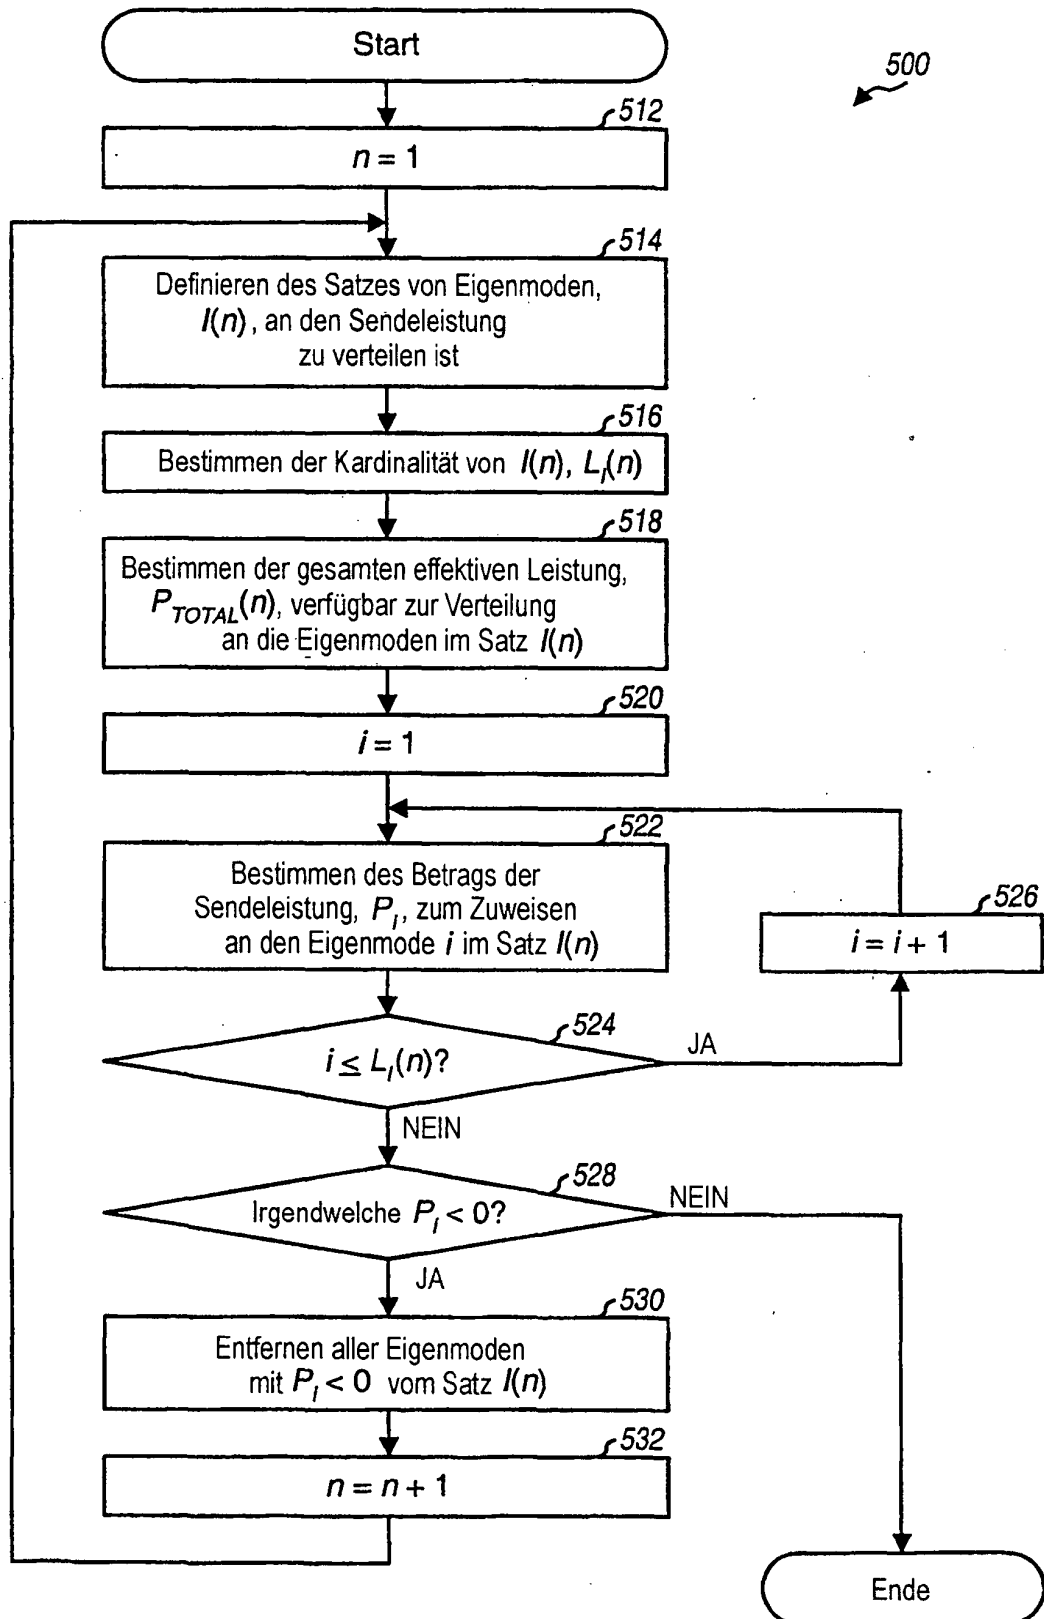 Start
500
512
n = 1
514
Definieren des Satzes von Eigenmoden,
I(n), an den Sendeleistung
zu verteilen ist
516
Bestimmen der Kardinalität von I(n), L_I(n)
518
Bestimmen der gesamten effektiven Leistung,
P_TOTAL(n), verfügbar zur Verteilung
an die Eigenmoden im Satz I(n)
520
i = 1
522
Bestimmen des Betrags der
Sendeleistung, P_i, zum Zuweisen
an den Eigenmode i im Satz I(n)
526
i = i + 1
524
i ≤ L_I(n)?
JA
NEIN
528
Irgendwelche P_i < 0?
NEIN
JA
530
Entfernen aller Eigenmoden
mit P_i < 0 vom Satz I(n)
532
n = n + 1
Ende